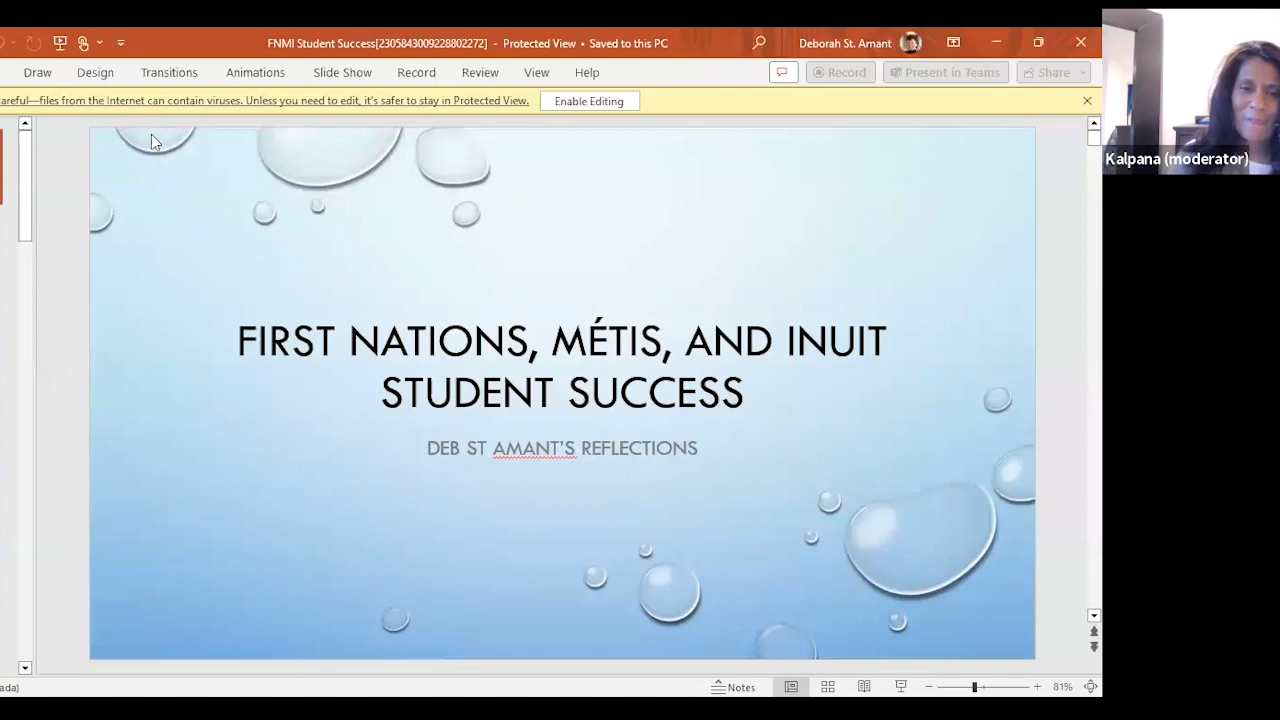 FNMI Student Success[2305843009228802272] - Protected View • Saved to this PC
Deborah St. Amant
Draw Design Transitions Animations Slide Show Record Review View Help
Record Present in Teams Share
careful—files from the Internet can contain viruses. Unless you need to edit, it's safer to stay in Protected View. Enable Editing
Kalpana (moderator)
FIRST NATIONS, MÉTIS, AND INUIT
STUDENT SUCCESS
DEB ST AMANT'S REFLECTIONS
ada) Notes 81%